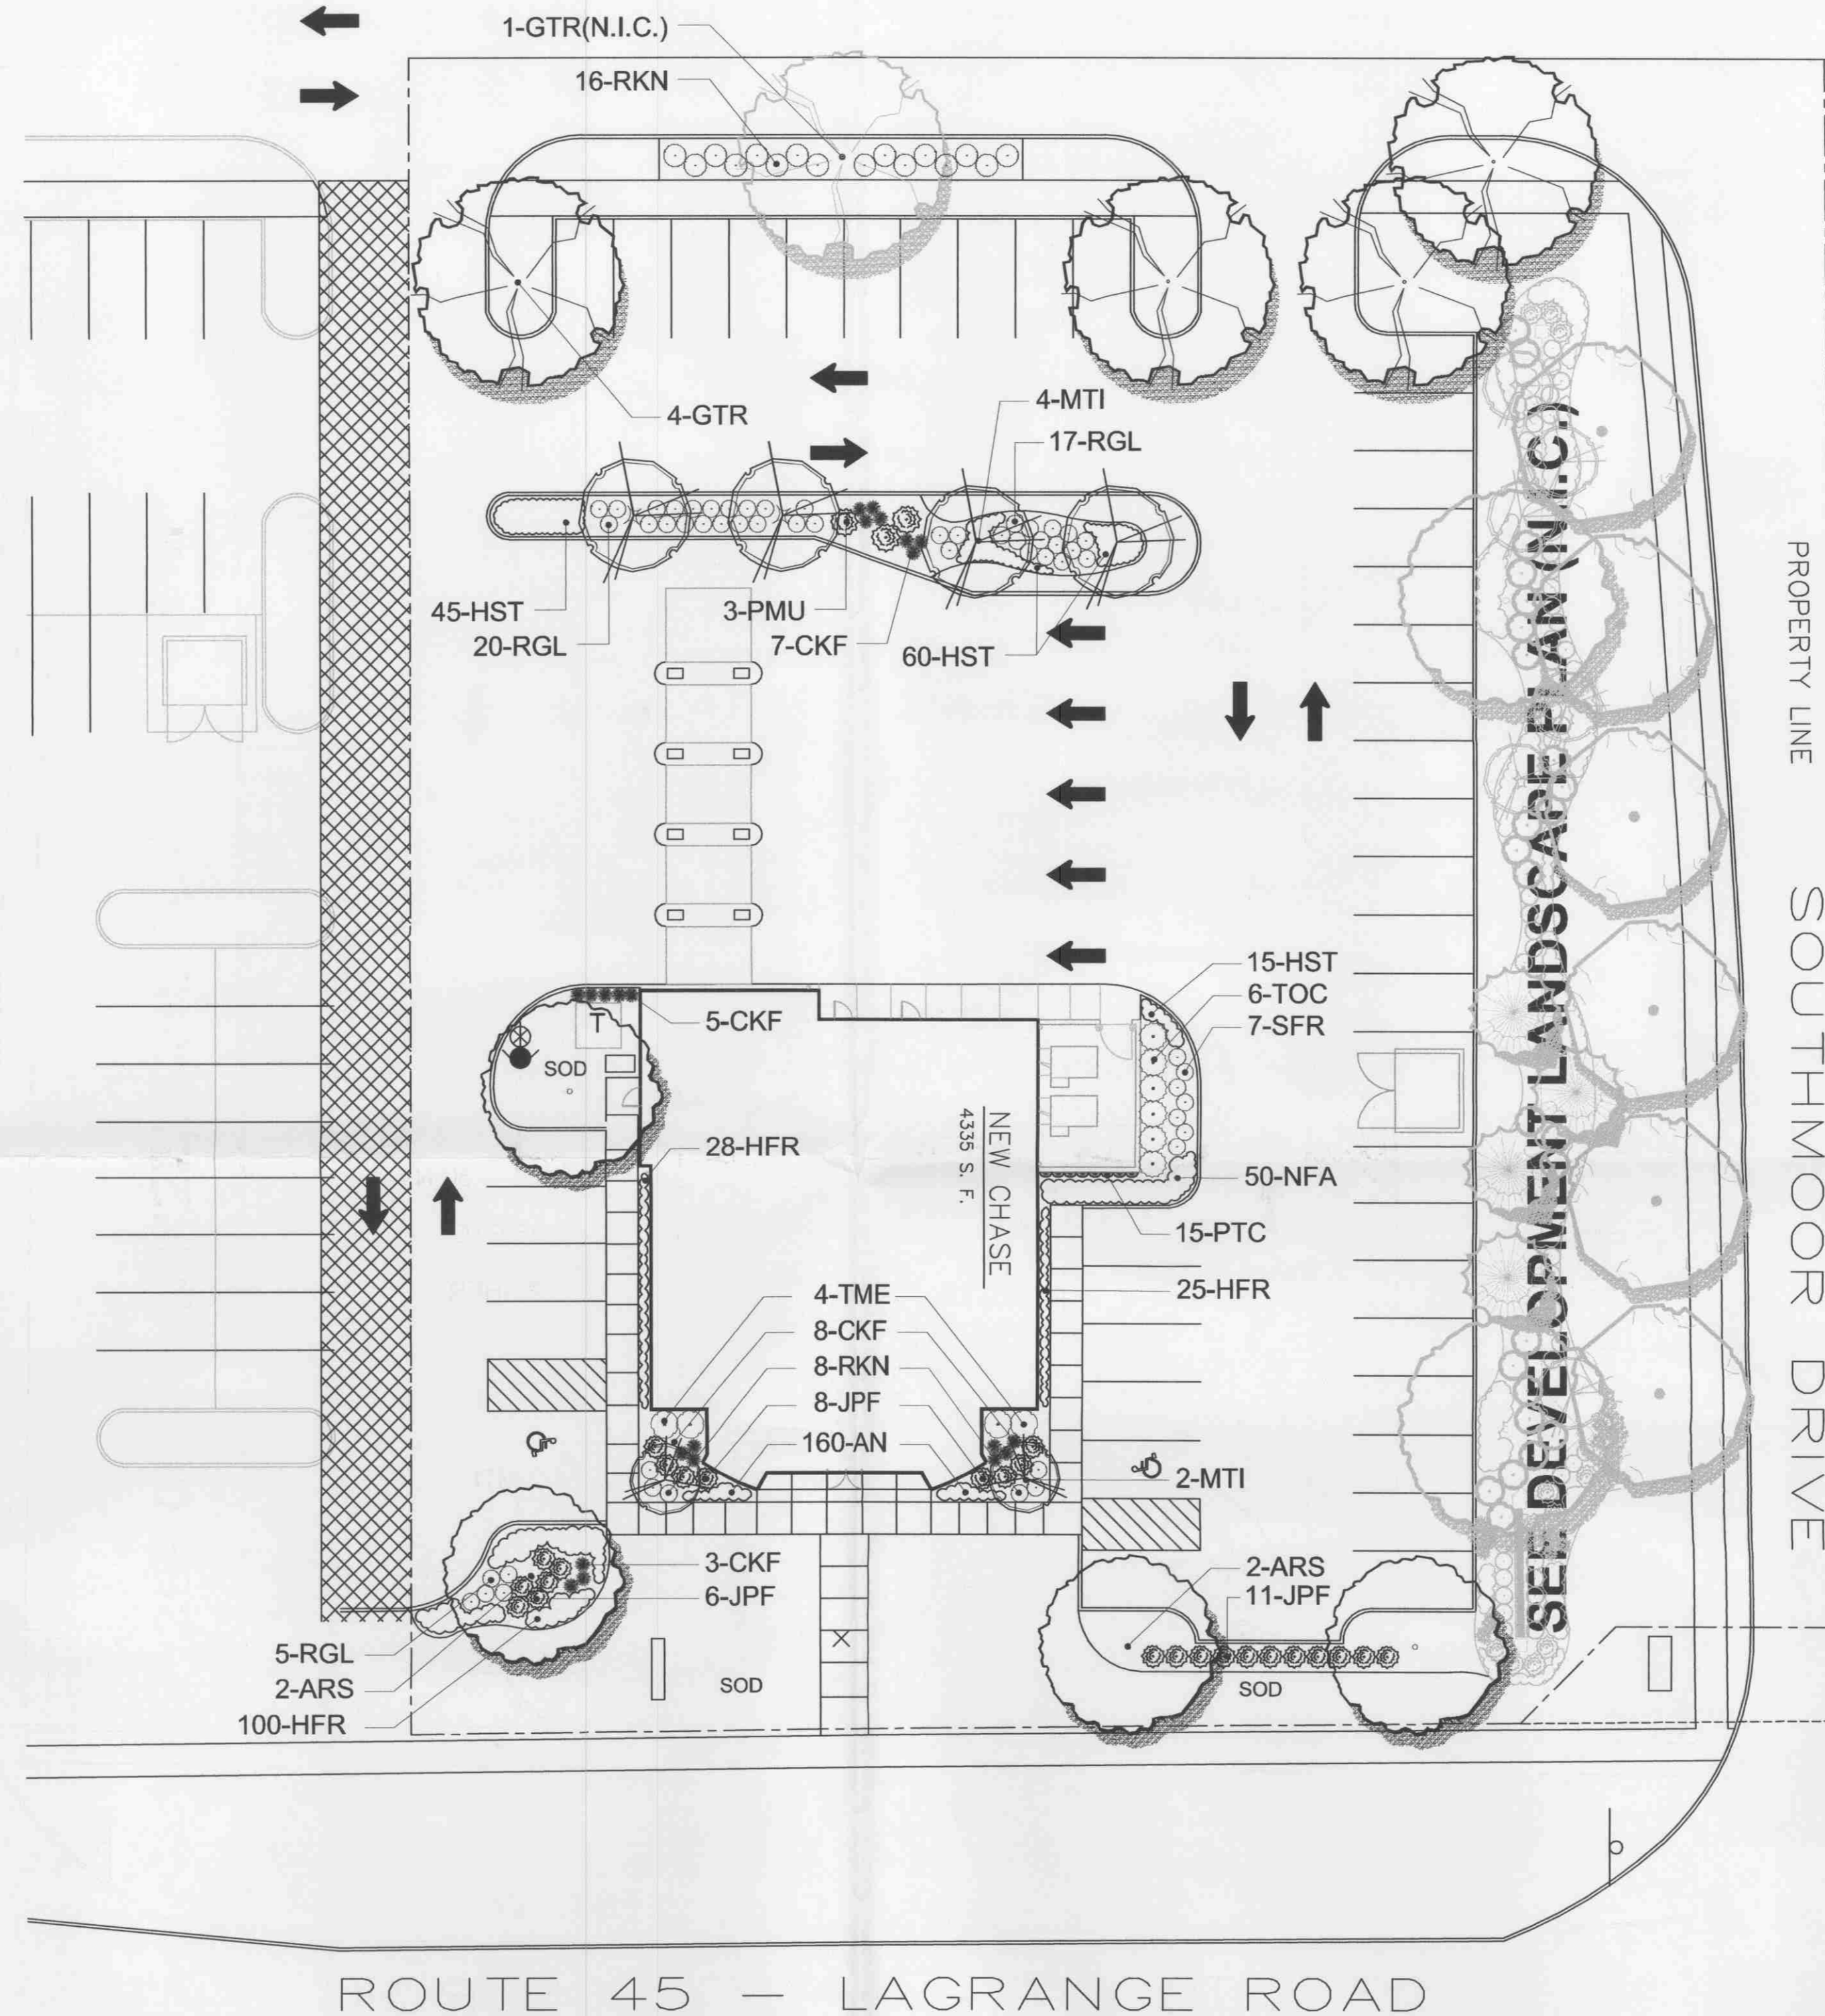 1-GTR(N.I.C.)
16-RKN
4-GTR
4-MTI
17-RGL
45-HST
20-RGL
3-PMU
7-CKF
60-HST
PROPERTY LINE
SOUTHMOOR DRIVE
SEE DEVELOPMENT LANDSCAPE PLAN (N.I.C.)
15-HST
6-TOC
7-SFR
5-CKF
T
SOD
28-HFR
NEW CHASE
4335 S. F.
50-NFA
15-PTC
25-HFR
4-TME
8-CKF
8-RKN
8-JPF
160-AN
2-MTI
3-CKF
6-JPF
2-ARS
11-JPF
5-RGL
2-ARS
100-HFR
SOD
SOD
ROUTE 45 - LAGRANGE ROAD